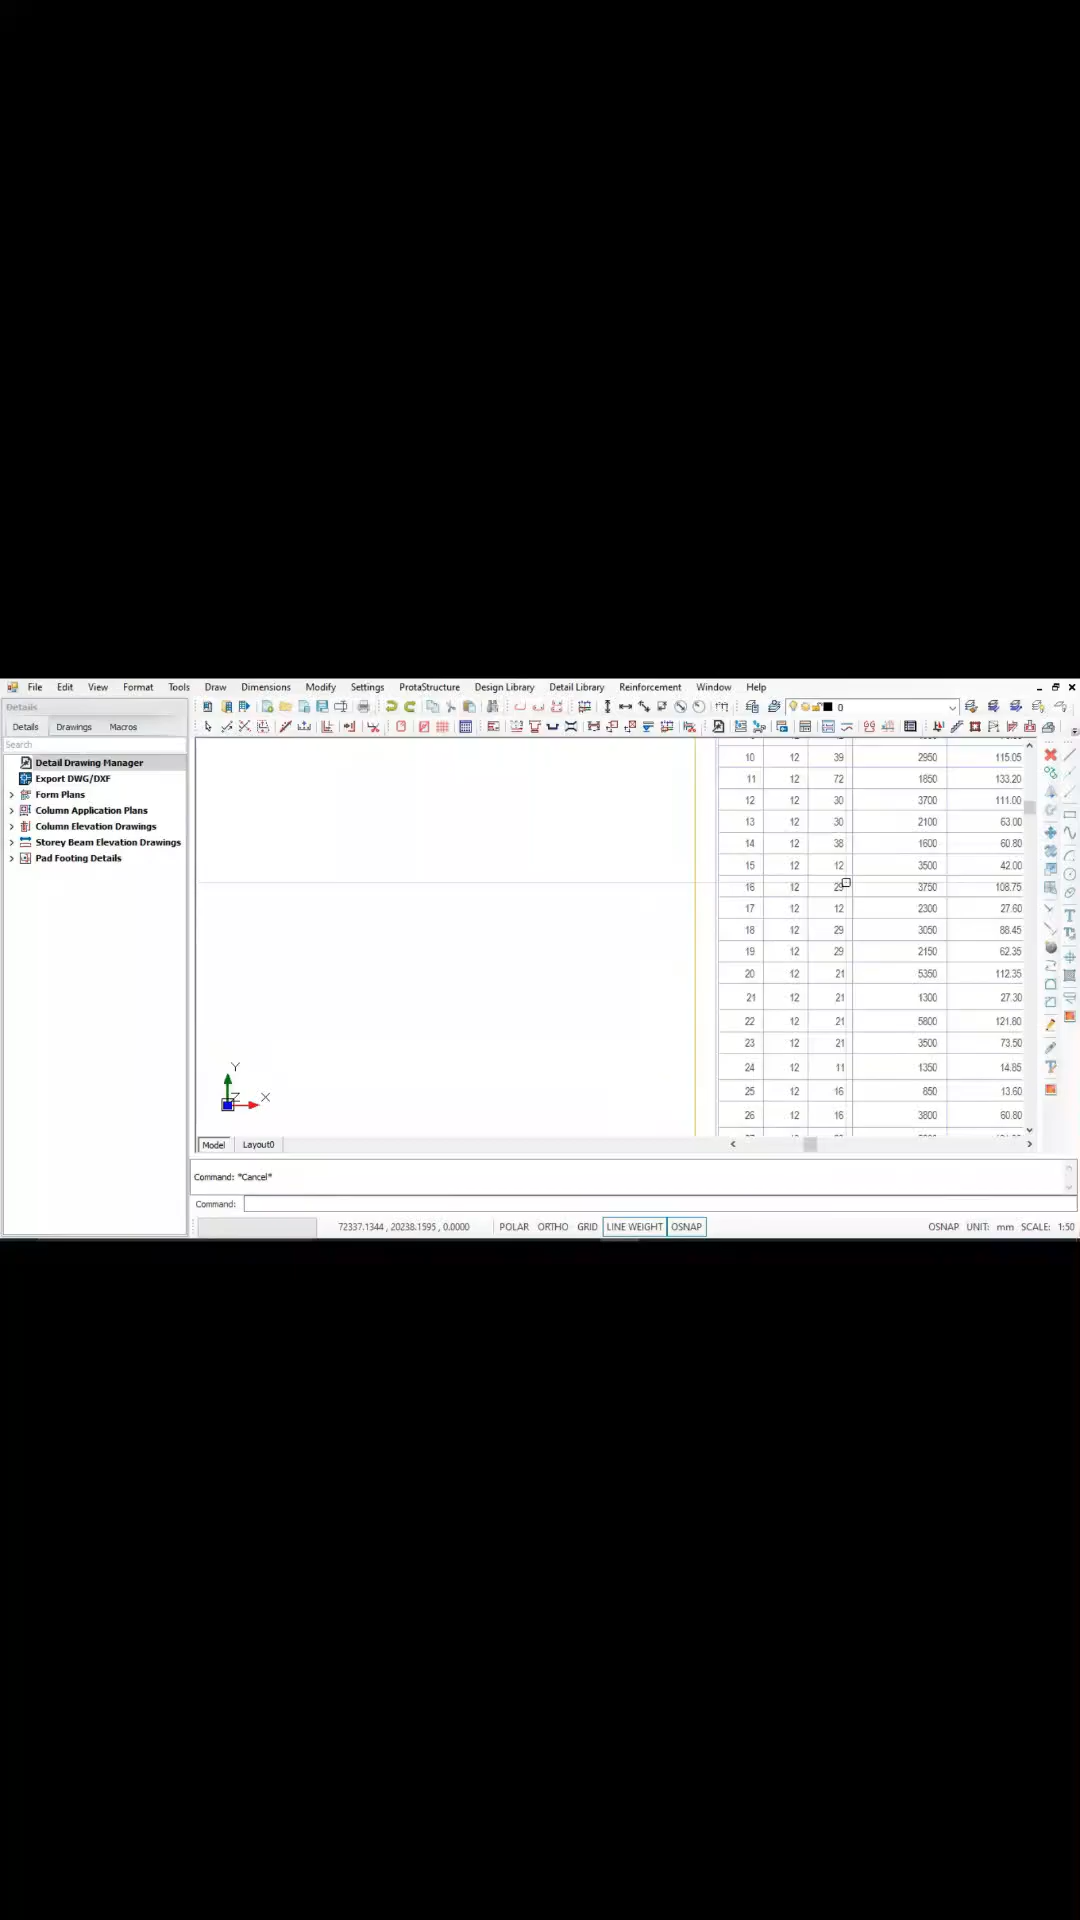 File Edit View Format Tools Draw Dimensions Modify Settings ProtaStructure Design Library Detail Library Reinforcement Window Help
Details
0
Details Drawings Macros
Search
Detail Drawing Manager
Export DWG/DXF
Form Plans
Column Application Plans
Column Elevation Drawings
Storey Beam Elevation Drawings
Pad Footing Details
10 12 39 2950 115.05
11 12 72 1850 133.20
12 12 30 3700 111.00
13 12 30 2100 63.00
14 12 38 1600 60.80
15 12 12 3500 42.00
16 12 29 3750 108.75
17 12 12 2300 27.60
18 12 29 3050 88.45
19 12 29 2150 62.35
20 12 21 5350 112.35
21 12 21 1300 27.30
22 12 21 5800 121.80
23 12 21 3500 73.50
24 12 11 1350 14.85
25 12 16 850 13.60
26 12 16 3800 60.80
Y
Z X
Model Layout0
Command: *Cancel*
Command:
72337.1344 , 20238.1595 , 0.0000 POLAR ORTHO GRID LINE WEIGHT OSNAP OSNAP UNIT: mm SCALE: 1:50